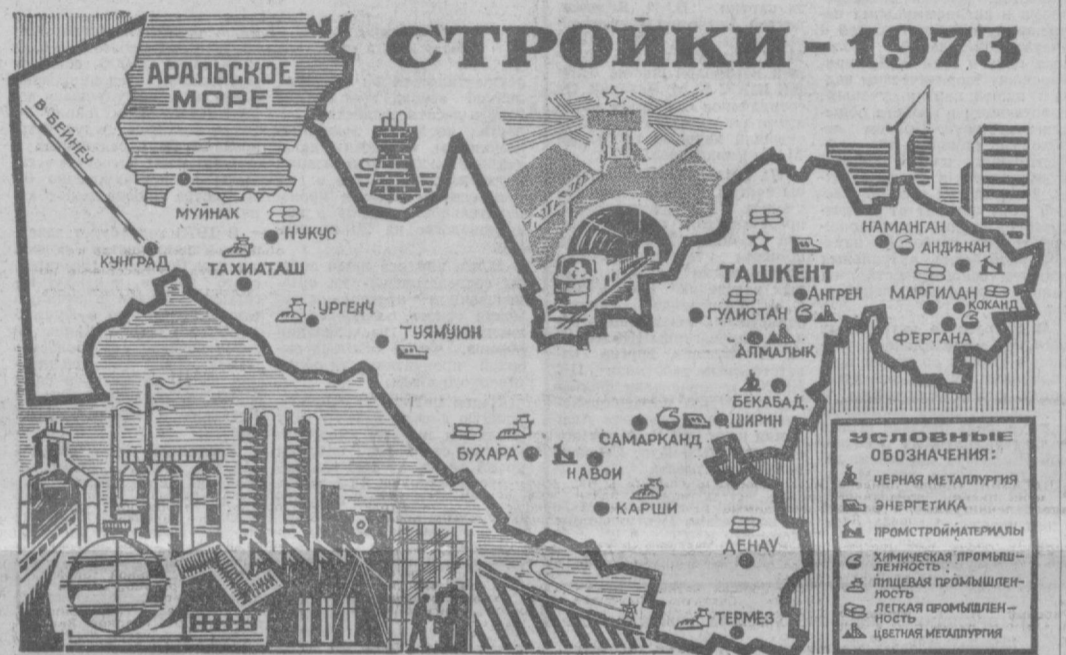 СТРОЙКИ - 1973
АРАЛЬСКОЕ
МОРЕ
В БЕЙНЕУ
МУЙНАК
НУКУС
КУНГРАД
ТАХИАТАШ
УРГЕНЧ
ТУЯМУЮН
НАМАНГАН
АНДИЖАН
ТАШКЕНТ
АНГРЕН
МАРГИЛАН
КОКАНД
ГУЛИСТАН
ФЕРГАНА
АЛМАЛЫК
БЕКАБАД
ШИРИН
САМАРКАНД
БУХАРА
НАВОИ
КАРШИ
ДЕНАУ
ТЕРМЕЗ
УСЛОВНЫЕ
ОБОЗНАЧЕНИЯ:
ЧЕРНАЯ МЕТАЛЛУРГИЯ
ЭНЕРГЕТИКА
ПРОМСТРОЙМАТЕРИАЛЫ
ХИМИЧЕСКАЯ ПРОМЫШ-
ЛЕННОСТЬ
ПИЩЕВАЯ ПРОМЫШЛЕН-
НОСТЬ
ЛЕГКАЯ ПРОМЫШЛЕН-
НОСТЬ
ЦВЕТНАЯ МЕТАЛЛУРГИЯ